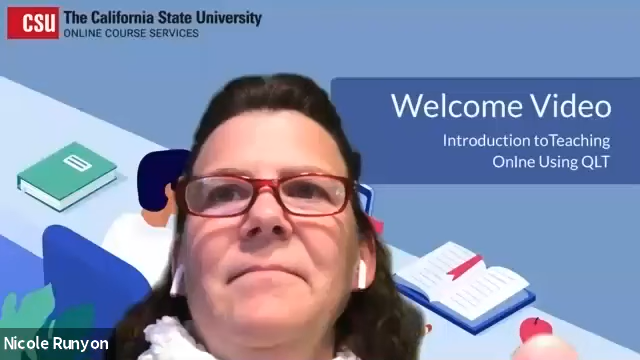 CSU The California State University
ONLINE COURSE SERVICES
Welcome Video
Introduction toTeaching
Onlne Using QLT
Nicole Runyon